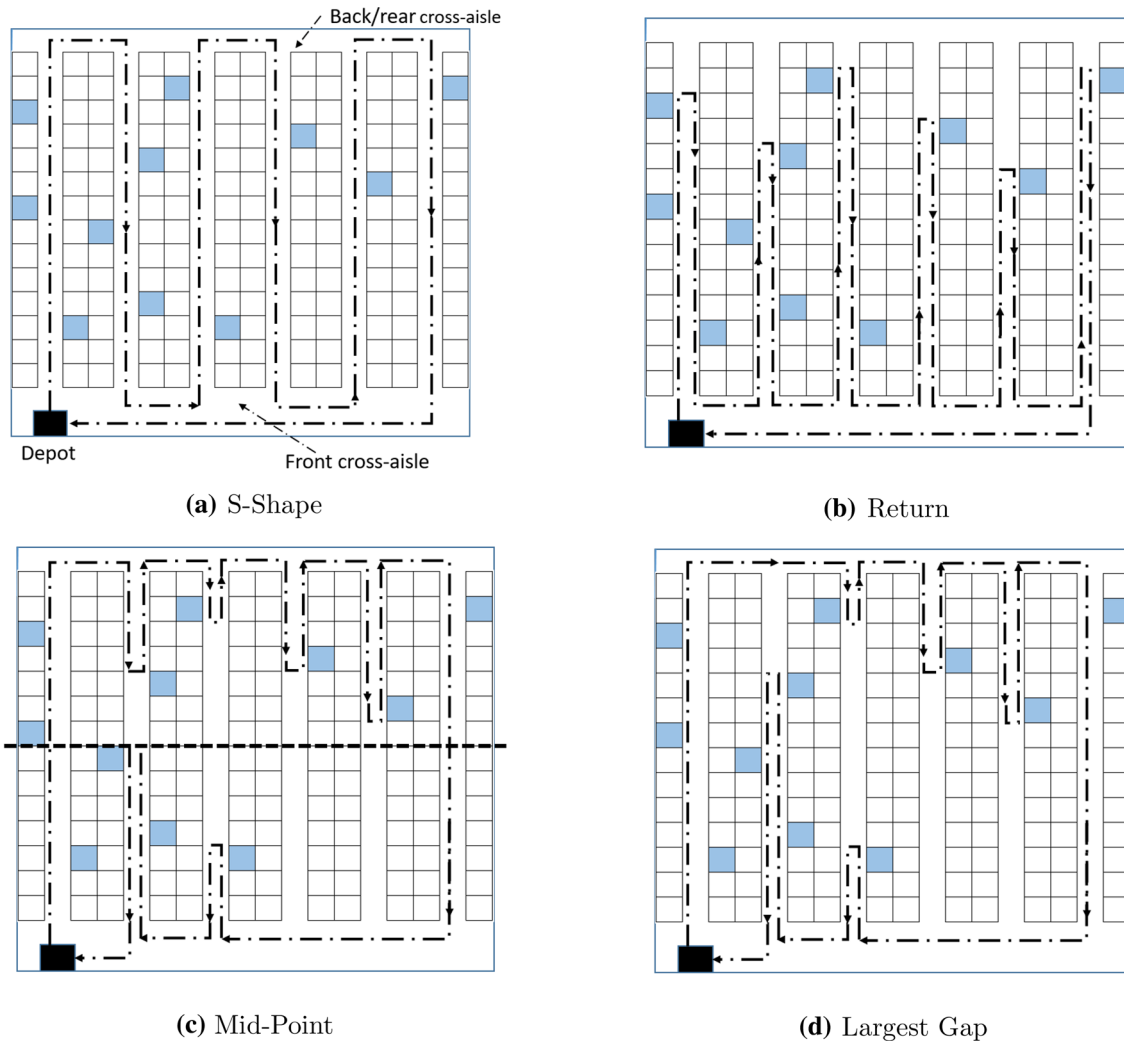 Back/rear cross-aisle
Depot
Front cross-aisle
(a) S-Shape
(b) Return
(c) Mid-Point
(d) Largest Gap